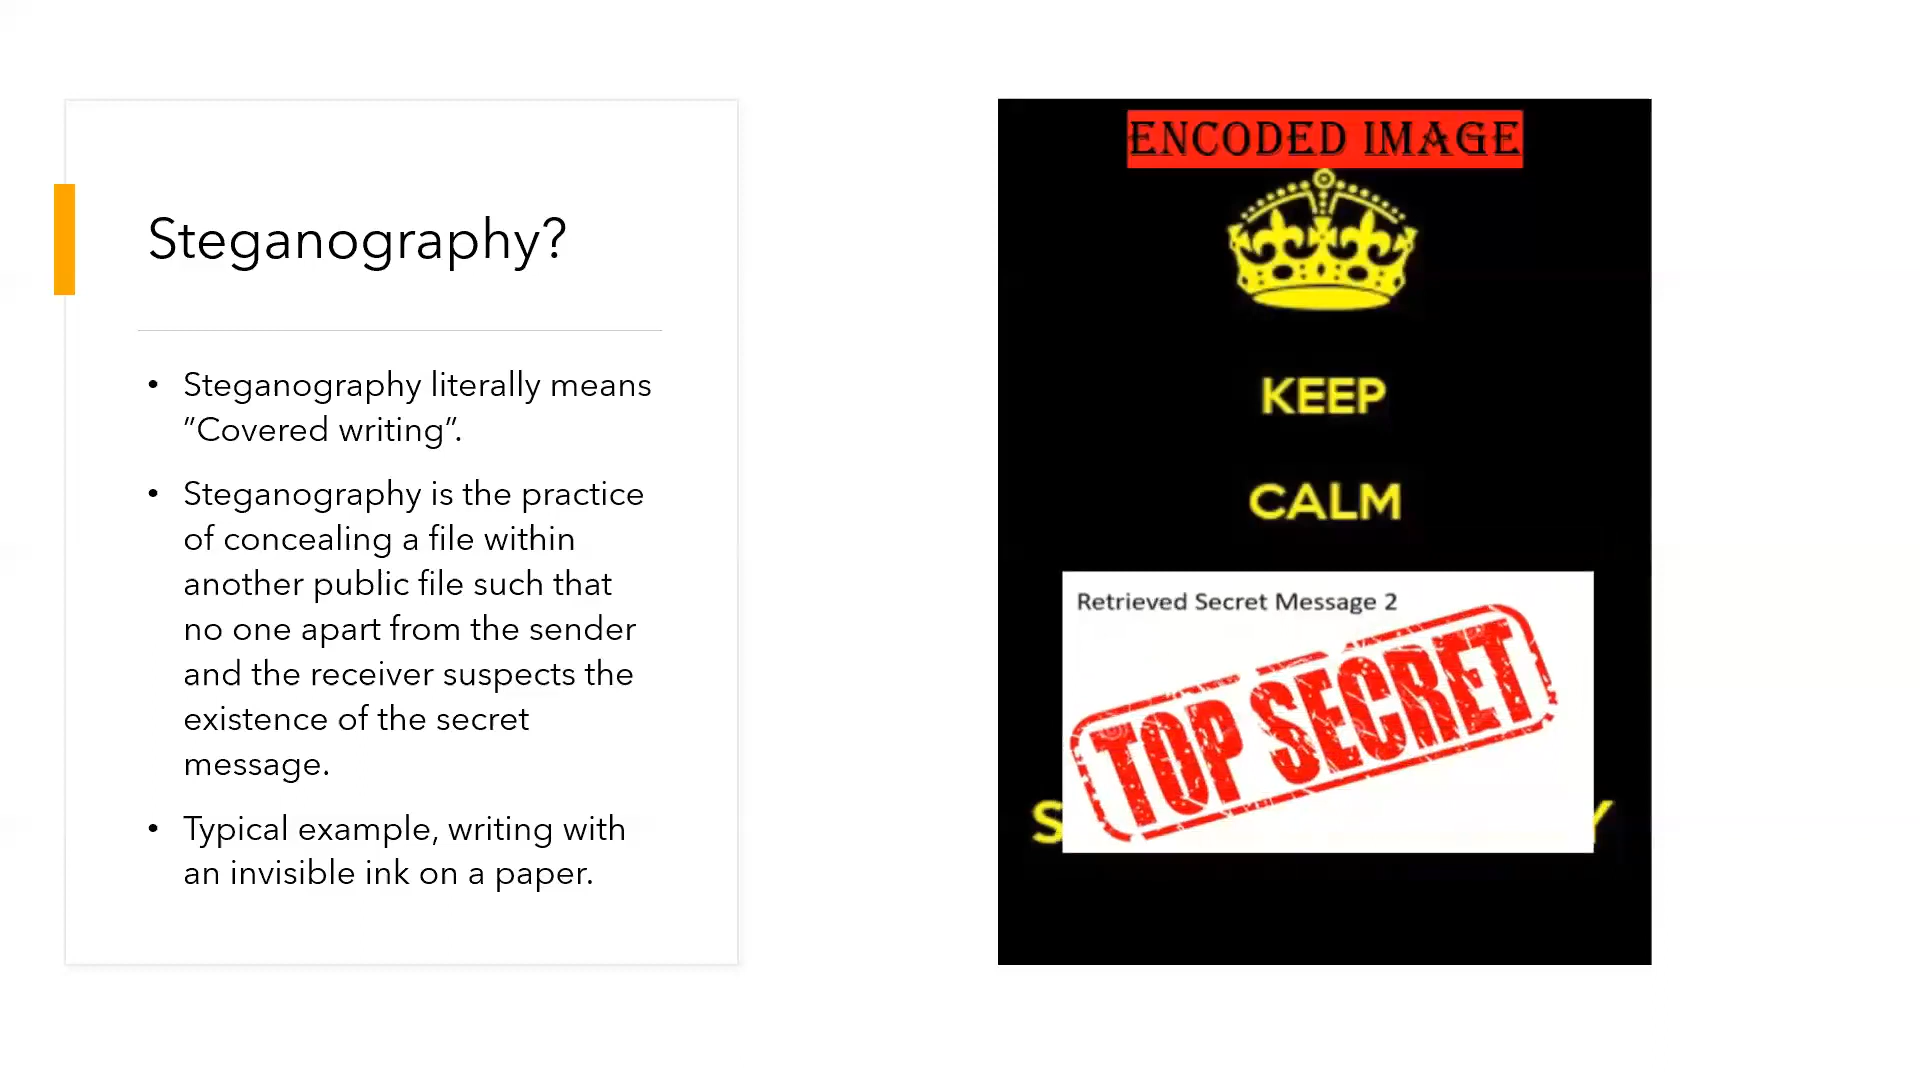 Steganography?
• Steganography literally means
”Covered writing”.
• Steganography is the practice
of concealing a file within
another public file such that
no one apart from the sender
and the receiver suspects the
existence of the secret
message.
• Typical example, writing with
an invisible ink on a paper.
ENCODED IMAGE
KEEP
CALM
Retrieved Secret Message 2
TOP SECRET